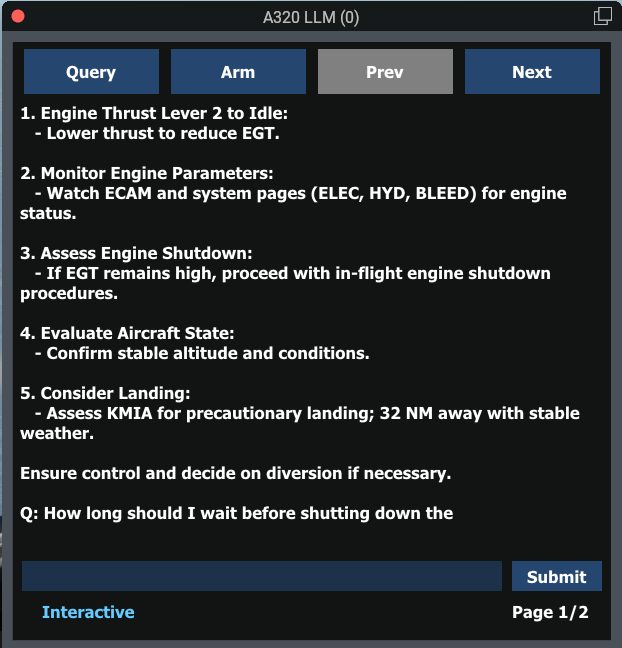 A320 LLM (0)
Query Arm Prev Next
1. Engine Thrust Lever 2 to Idle:
- Lower thrust to reduce EGT.
2. Monitor Engine Parameters:
- Watch ECAM and system pages (ELEC, HYD, BLEED) for engine
status.
3. Assess Engine Shutdown:
- If EGT remains high, proceed with in-flight engine shutdown
procedures.
4. Evaluate Aircraft State:
- Confirm stable altitude and conditions.
5. Consider Landing:
- Assess KMIA for precautionary landing; 32 NM away with stable
weather.
Ensure control and decide on diversion if necessary.
Q: How long should I wait before shutting down the
Submit
Interactive Page 1/2